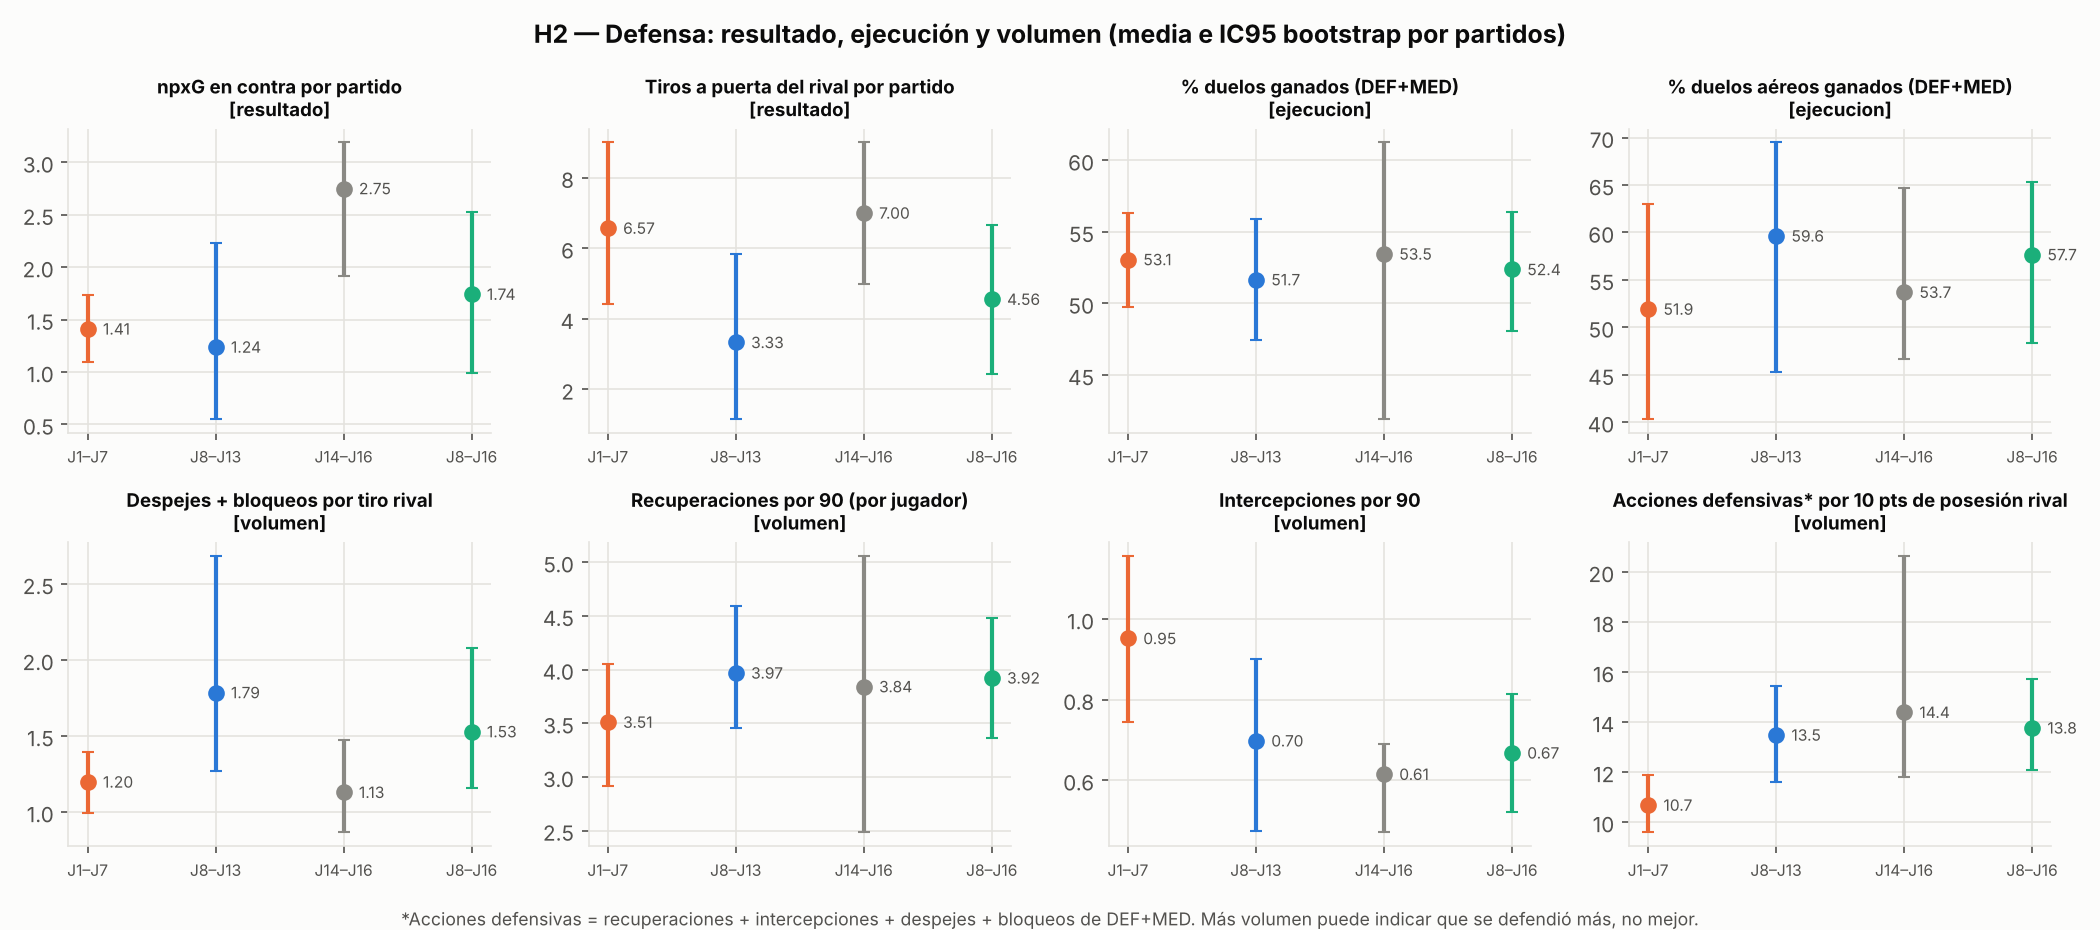 H2 — Defensa: resultado, ejecución y volumen (media e IC95 bootstrap por partidos)
npxG en contra por partido
[resultado]
3.0
2.5
2.0
1.5
1.0
0.5
1.41
1.24
2.75
1.74
J1–J7
J8–J13
J14–J16
J8–J16
Tiros a puerta del rival por partido
[resultado]
8
6
4
2
6.57
3.33
7.00
4.56
J1–J7
J8–J13
J14–J16
J8–J16
% duelos ganados (DEF+MED)
[ejecucion]
60
55
50
45
53.1
51.7
53.5
52.4
J1–J7
J8–J13
J14–J16
J8–J16
% duelos aéreos ganados (DEF+MED)
[ejecucion]
70
65
60
55
50
45
40
51.9
59.6
53.7
57.7
J1–J7
J8–J13
J14–J16
J8–J16
Despejes + bloqueos por tiro rival
[volumen]
2.5
2.0
1.5
1.0
1.20
1.79
1.13
1.53
J1–J7
J8–J13
J14–J16
J8–J16
Recuperaciones por 90 (por jugador)
[volumen]
5.0
4.5
4.0
3.5
3.0
2.5
3.51
3.97
3.84
3.92
J1–J7
J8–J13
J14–J16
J8–J16
Intercepciones por 90
[volumen]
1.0
0.8
0.6
0.95
0.70
0.61
0.67
J1–J7
J8–J13
J14–J16
J8–J16
Acciones defensivas* por 10 pts de posesión rival
[volumen]
20
18
16
14
12
10
10.7
13.5
14.4
13.8
J1–J7
J8–J13
J14–J16
J8–J16
*Acciones defensivas = recuperaciones + intercepciones + despejes + bloqueos de DEF+MED. Más volumen puede indicar que se defendió más, no mejor.